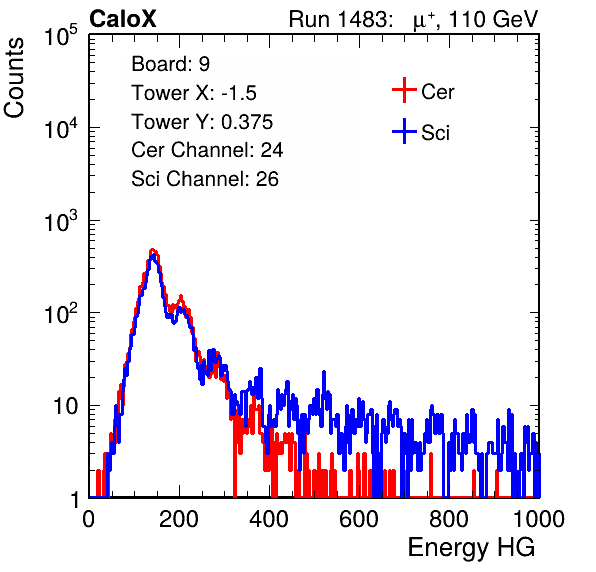 CaloX Run 1483: μ⁺, 110 GeV
Counts
Board: 9
Tower X: -1.5
Tower Y: 0.375
Cer Channel: 24
Sci Channel: 26
Cer
Sci
10⁵
10⁴
10³
10²
10
1
0 200 400 600 800 1000
Energy HG